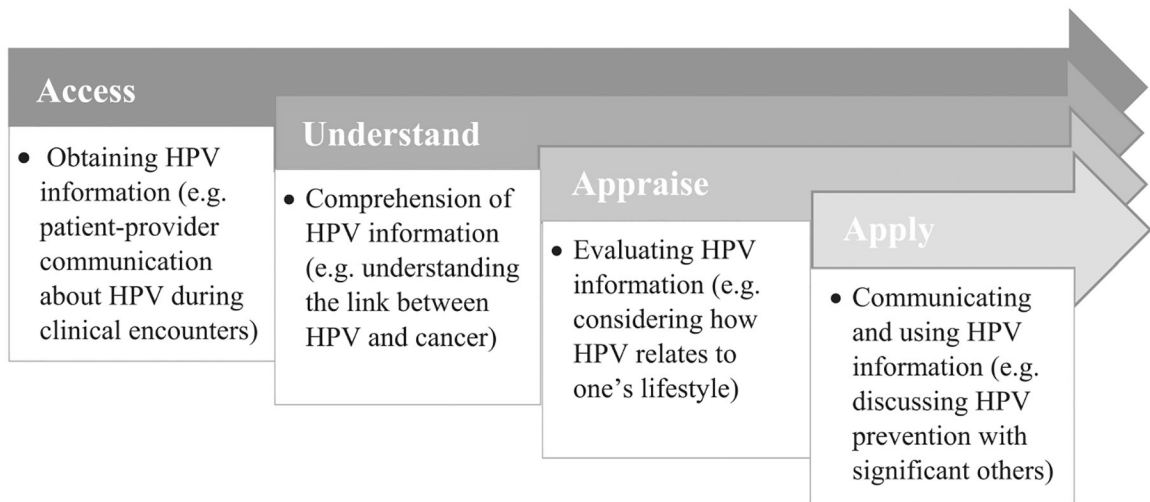 Access
• Obtaining HPV
information (e.g.
patient-provider
communication
about HPV during
clinical encounters)
Understand
• Comprehension of
HPV information
(e.g. understanding
the link between
HPV and cancer)
Appraise
• Evaluating HPV
information (e.g.
considering how
HPV relates to
one’s lifestyle)
Apply
• Communicating
and using HPV
information (e.g.
discussing HPV
prevention with
significant others)